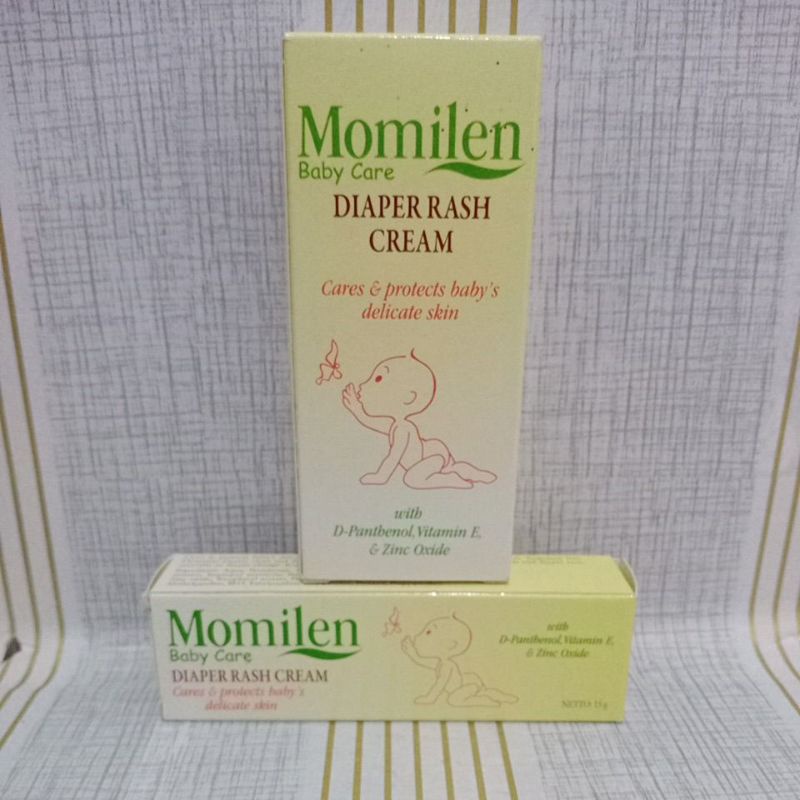 Momilen
Baby Care
DIAPER RASH
CREAM
Cares & protects baby's
delicate skin
with
D-Panthenol, Vitamin E,
& Zinc Oxide
Momilen
Baby Care
DIAPER RASH CREAM
Cares & protects baby's
delicate skin
with
D-Panthenol, Vitamin E,
& Zinc Oxide
NETTO: 15 g